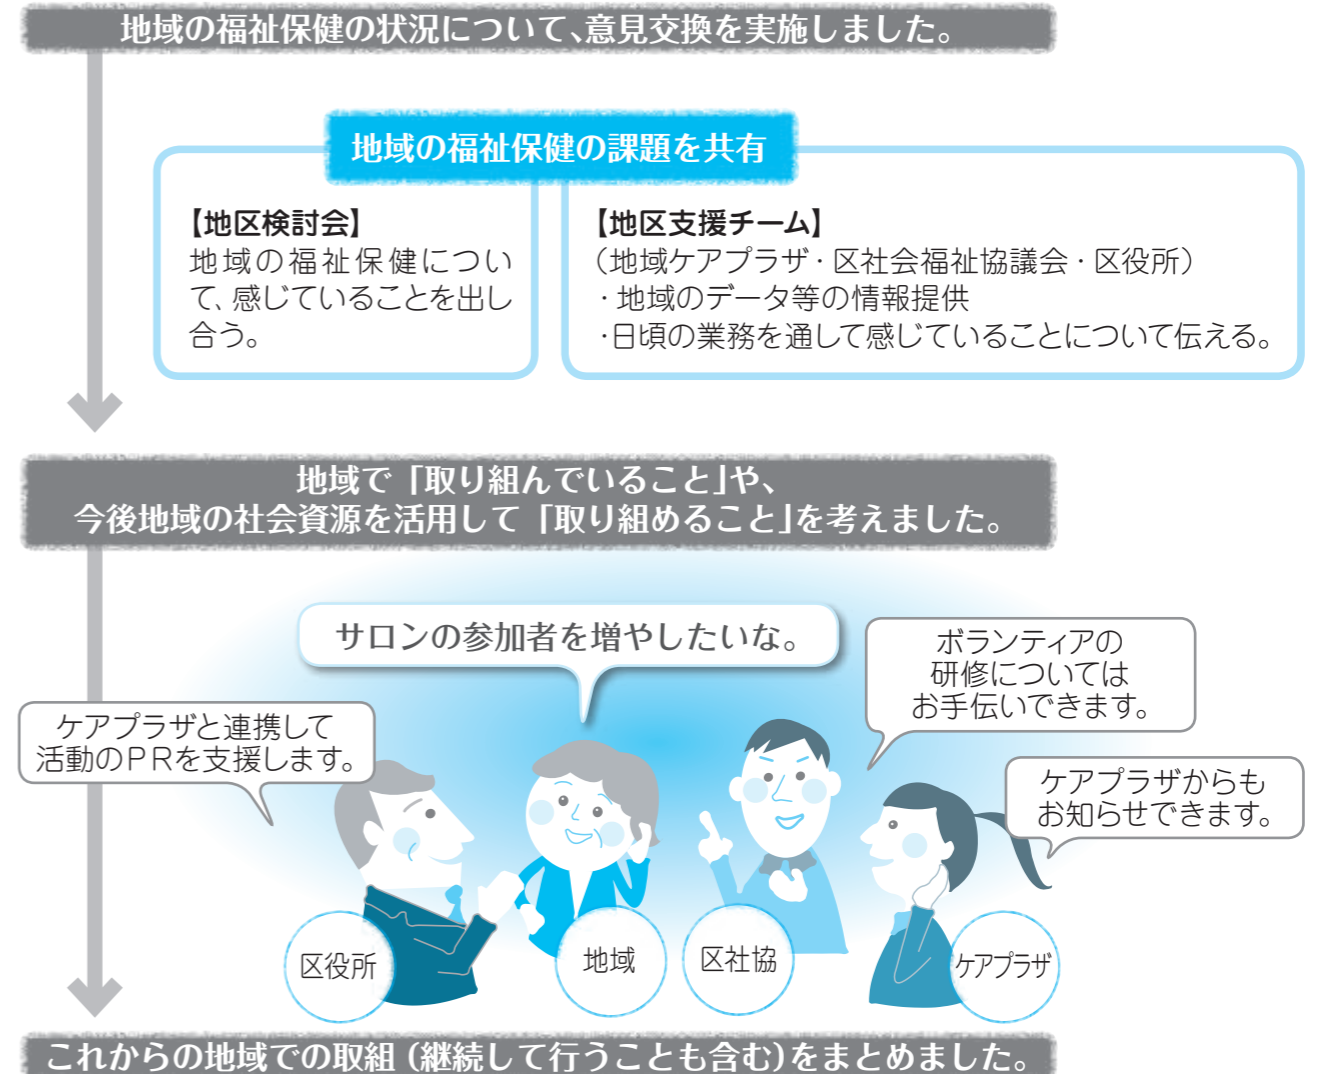 地域の福祉保健の状況について、意見交換を実施しました。
地域の福祉保健の課題を共有
【地区検討会】
地域の福祉保健につい
て、感じていることを出し
合う。
【地区支援チーム】
（地域ケアプラザ・区社会福祉協議会・区役所）
・地域のデータ等の情報提供
・日頃の業務を通して感じていることについて伝える。
地域で「取り組んでいること」や、
今後地域の社会資源を活用して「取り組めること」を考えました。
サロンの参加者を増やしたいな。
ボランティアの
研修については
お手伝いできます。
ケアプラザと連携して
活動のＰＲを支援します。
ケアプラザからも
お知らせできます。
区役所
地域
区社協
ケアプラザ
これからの地域での取組（継続して行うことも含む）をまとめました。